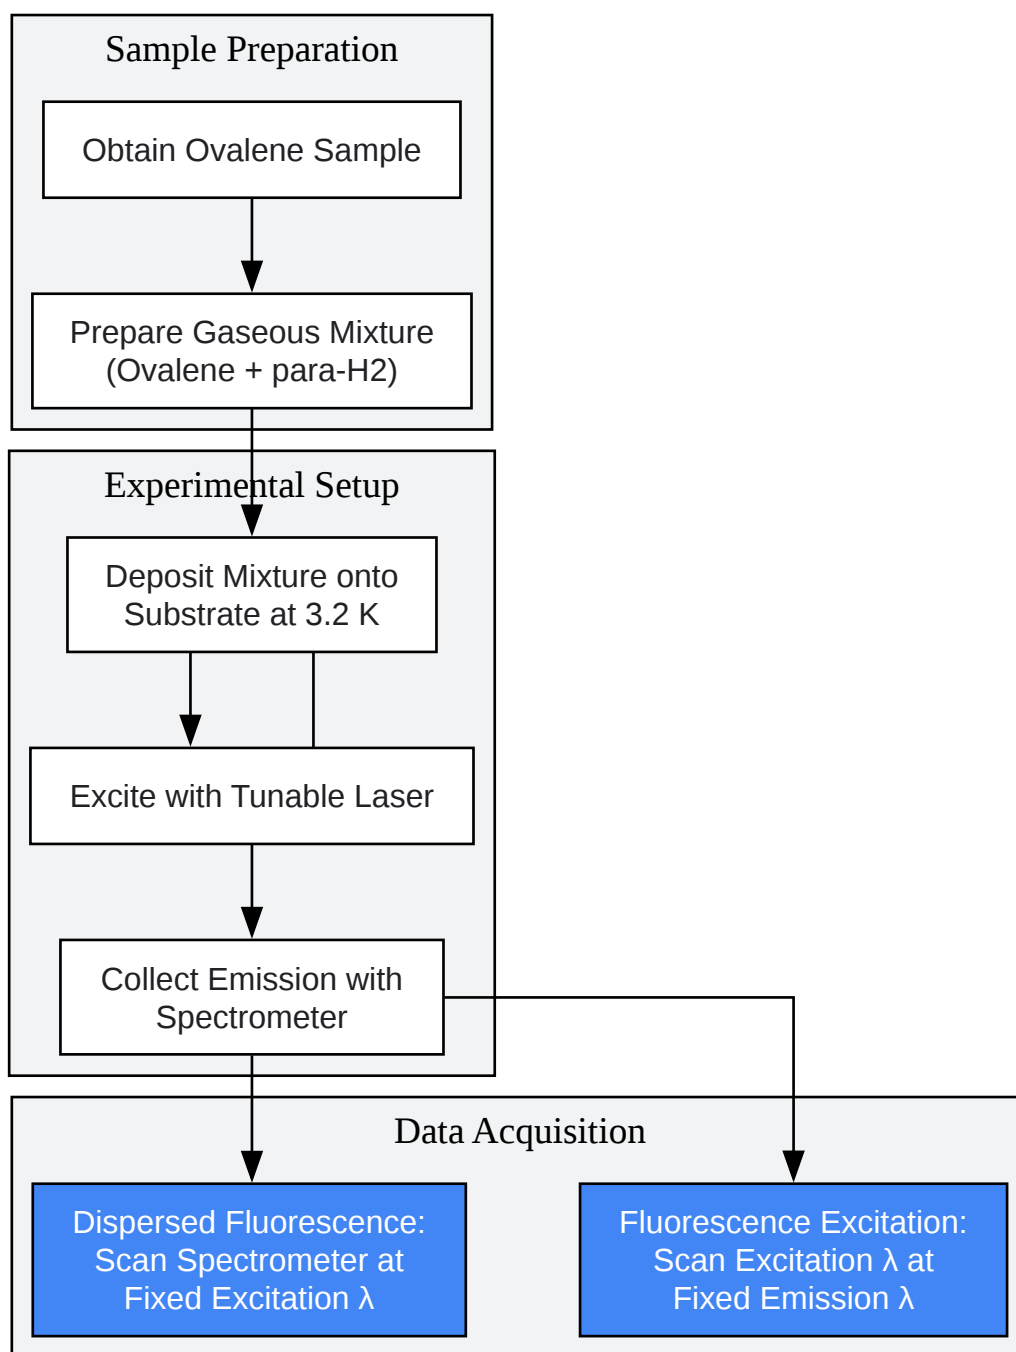 Sample Preparation
Obtain Ovalene Sample
Prepare Gaseous Mixture
(Ovalene + para-H2)
Experimental Setup
Deposit Mixture onto
Substrate at 3.2 K
Excite with Tunable Laser
Collect Emission with
Spectrometer
Data Acquisition
Dispersed Fluorescence:
Scan Spectrometer at
Fixed Excitation λ
Fluorescence Excitation:
Scan Excitation λ at
Fixed Emission λ